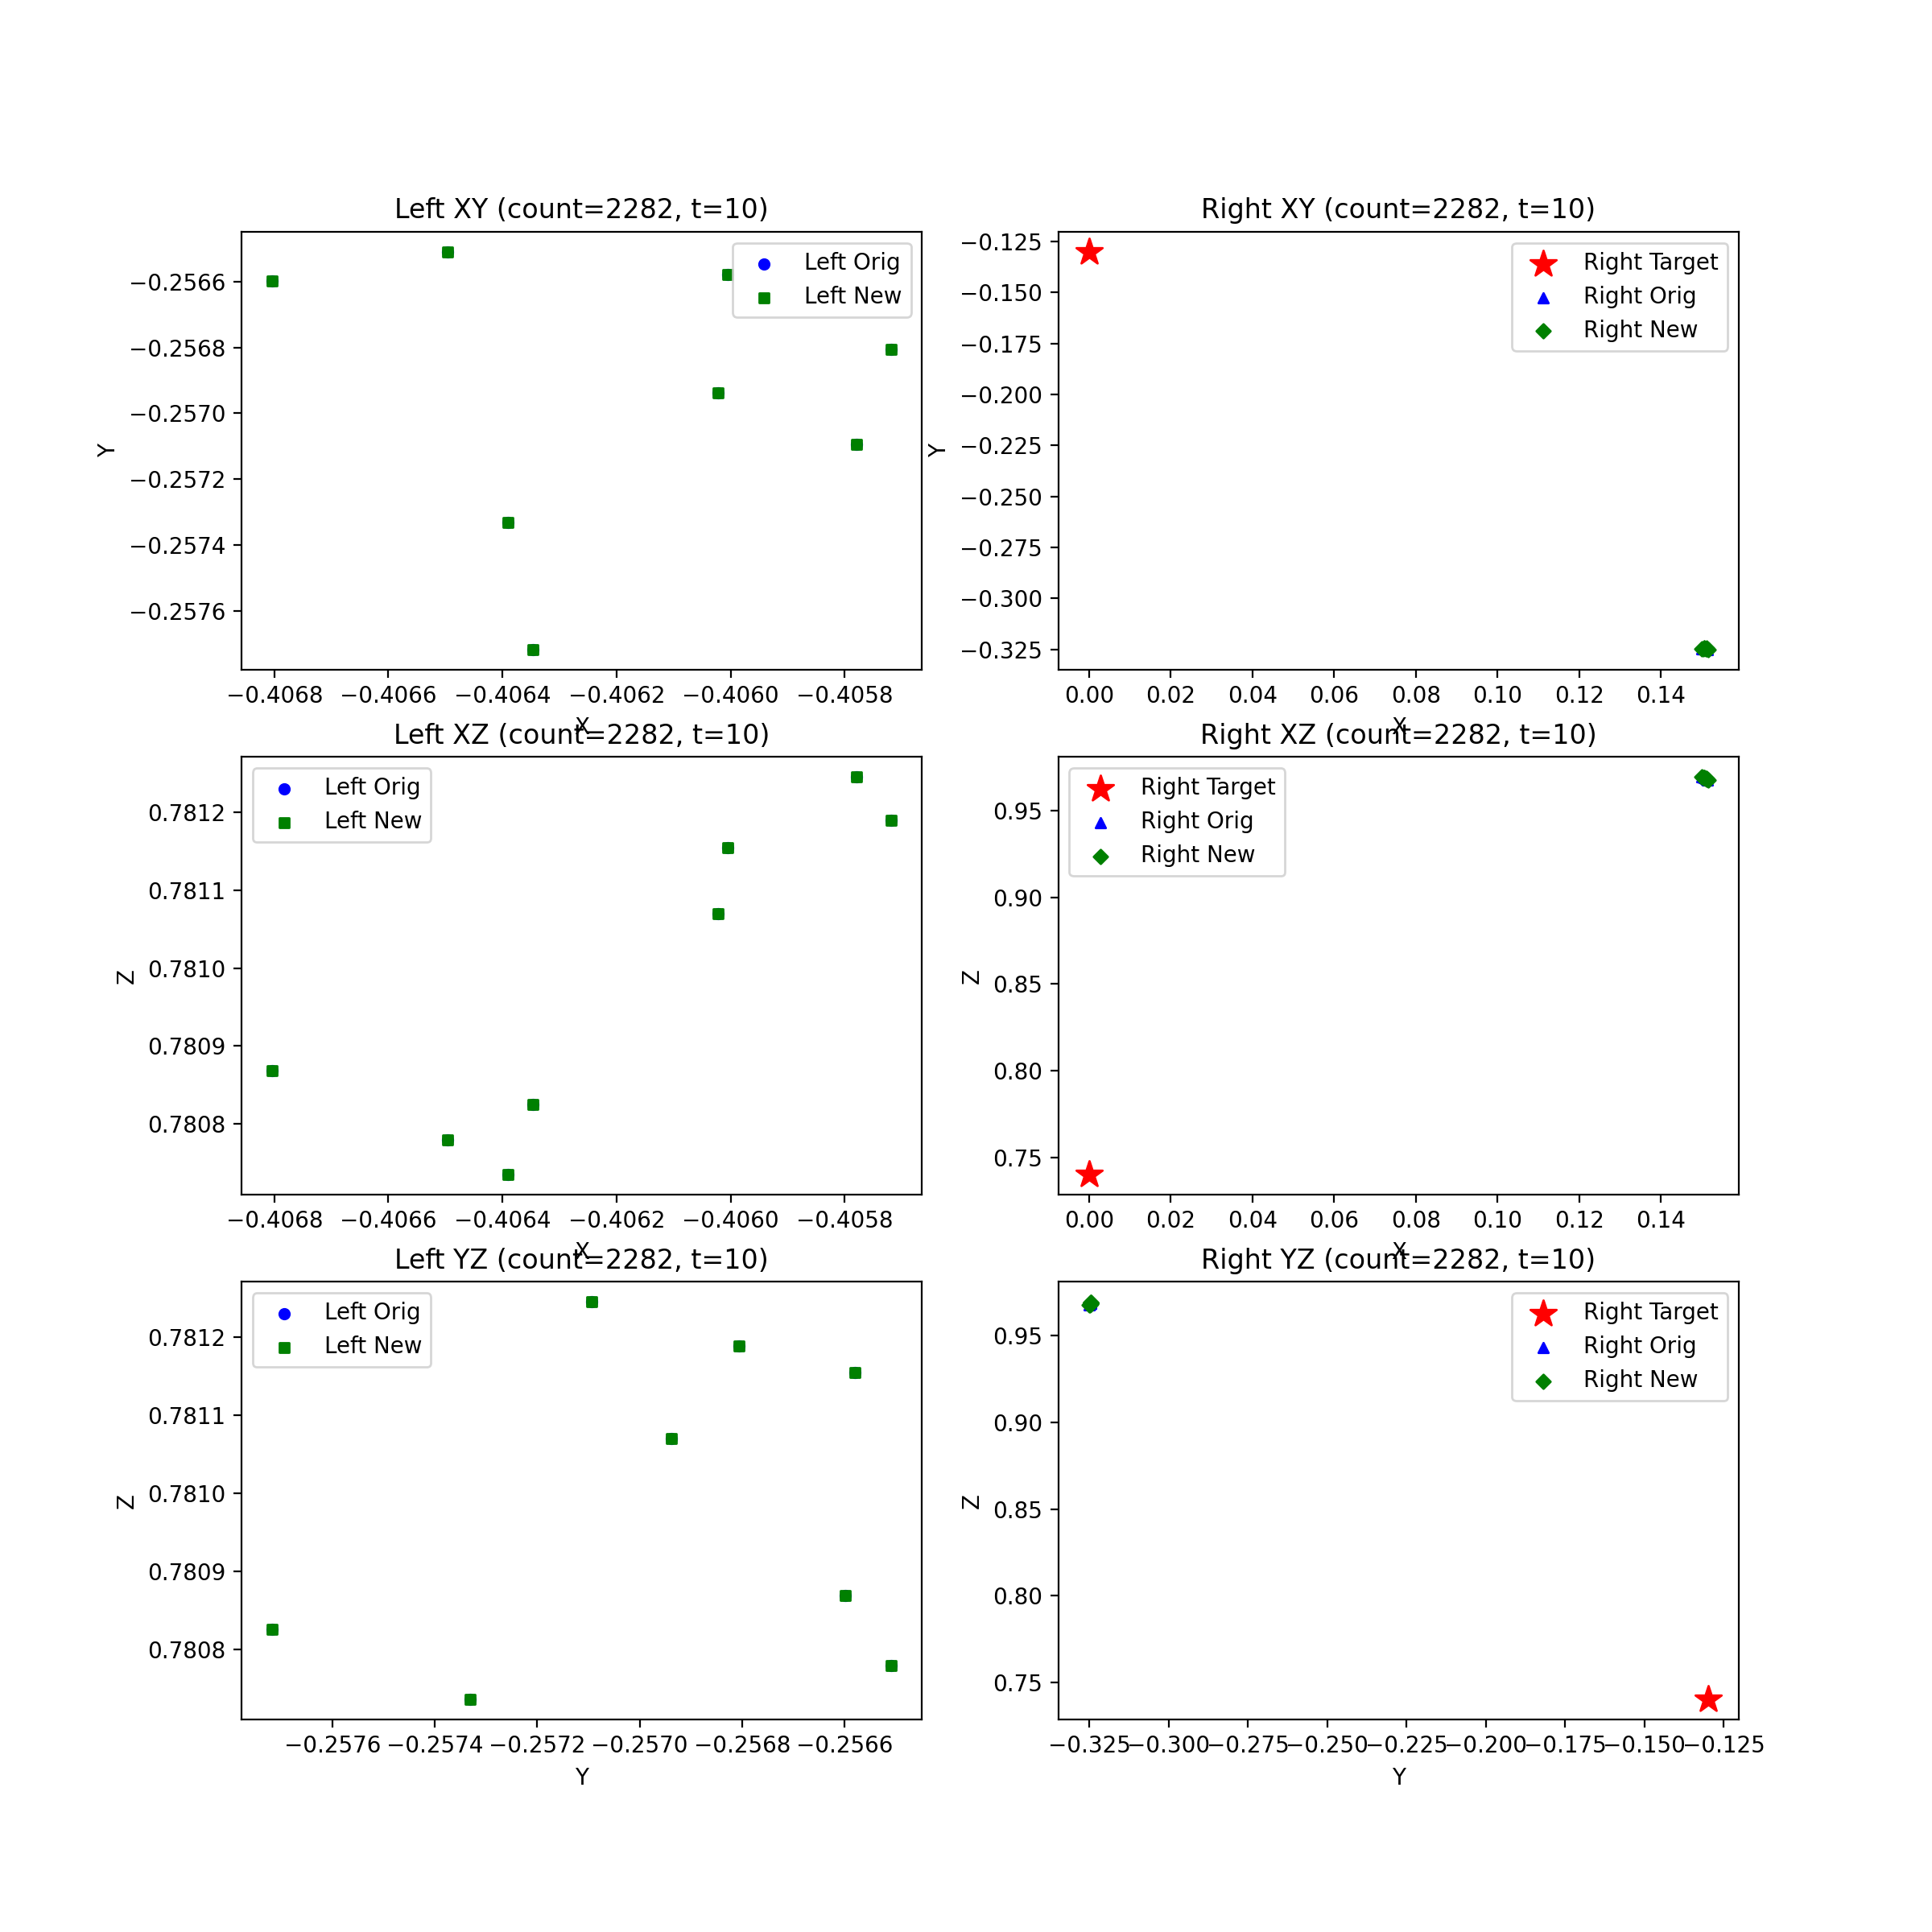 Left XY (count=2282, t=10)
Y
−0.2566
−0.2568
−0.2570
−0.2572
−0.2574
−0.2576
Left Orig
Left New
−0.4068 −0.4066 −0.4064 −0.4062 −0.4060 −0.4058
X
Right XY (count=2282, t=10)
Y
−0.125
−0.150
−0.175
−0.200
−0.225
−0.250
−0.275
−0.300
−0.325
Right Target
Right Orig
Right New
0.00 0.02 0.04 0.06 0.08 0.10 0.12 0.14
X
Left XZ (count=2282, t=10)
Z
0.7812
0.7811
0.7810
0.7809
0.7808
Left Orig
Left New
−0.4068 −0.4066 −0.4064 −0.4062 −0.4060 −0.4058
X
Right XZ (count=2282, t=10)
Z
0.95
0.90
0.85
0.80
0.75
Right Target
Right Orig
Right New
0.00 0.02 0.04 0.06 0.08 0.10 0.12 0.14
X
Left YZ (count=2282, t=10)
Z
0.7812
0.7811
0.7810
0.7809
0.7808
Left Orig
Left New
−0.2576 −0.2574 −0.2572 −0.2570 −0.2568 −0.2566
Y
Right YZ (count=2282, t=10)
Z
0.95
0.90
0.85
0.80
0.75
Right Target
Right Orig
Right New
−0.325 −0.300 −0.275 −0.250 −0.225 −0.200 −0.175 −0.150 −0.125
Y